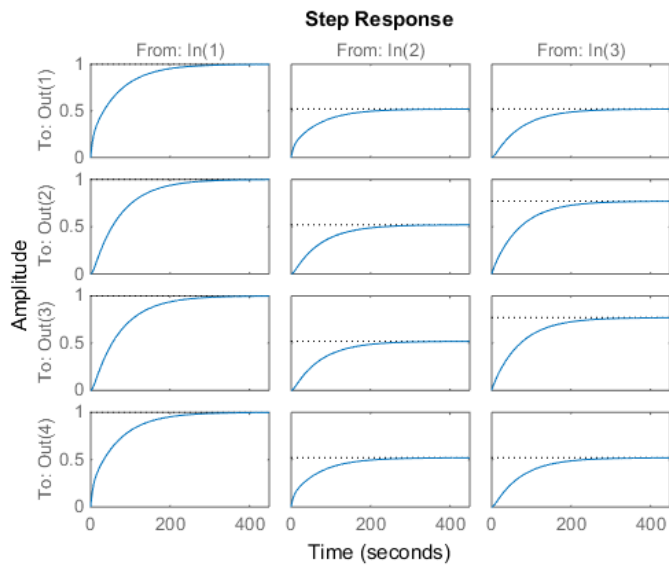 Step Response
From: In(1) From: In(2) From: In(3)
To: Out(1)
1
0.5
0
To: Out(2)
1
0.5
0
Amplitude
To: Out(3)
1
0.5
0
To: Out(4)
1
0.5
0
0 200 400 0 200 400 0 200 400
Time (seconds)